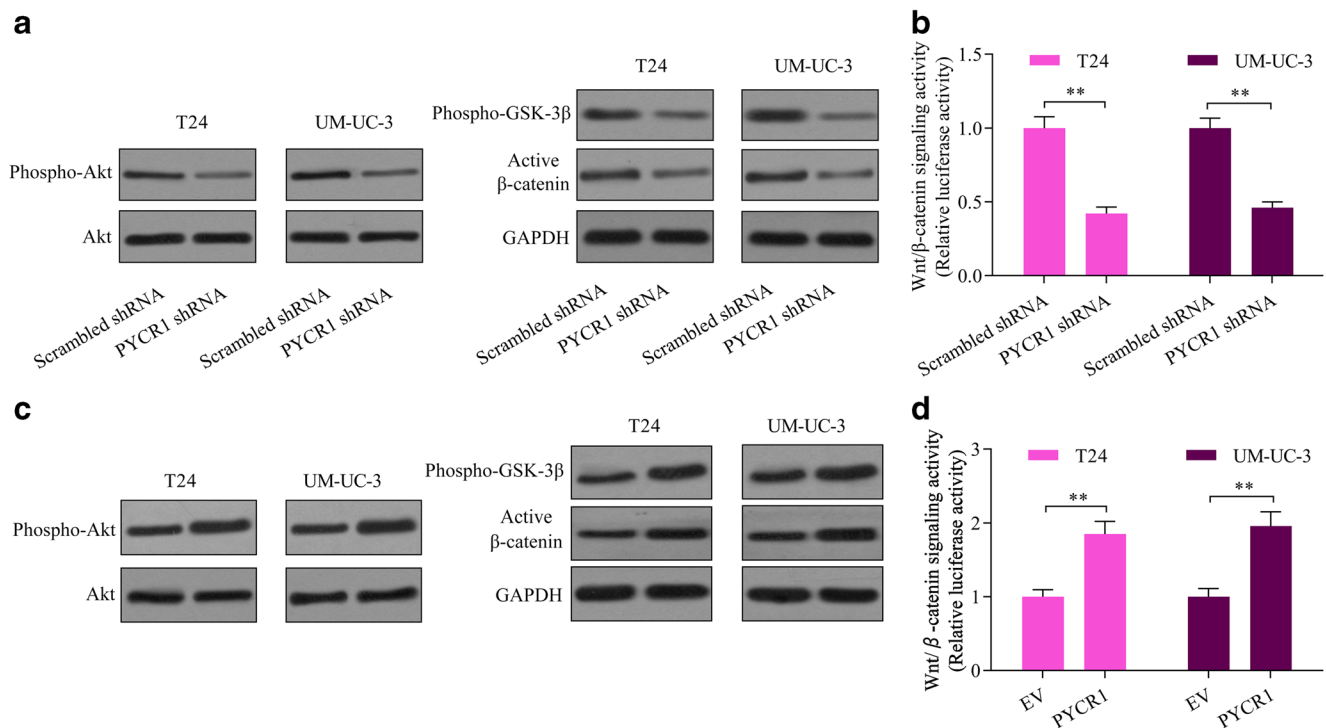 a
T24
UM-UC-3
Phospho-Akt
Akt
Scrambled shRNA
PYCR1 shRNA
Scrambled shRNA
PYCR1 shRNA
T24
UM-UC-3
Phospho-GSK-3β
Active
β-catenin
GAPDH
Scrambled shRNA
PYCR1 shRNA
Scrambled shRNA
PYCR1 shRNA
b
Wnt/β-catenin signaling activity
(Relative luciferase activity)
1.5
1.0
0.5
0.0
T24
UM-UC-3
**
**
Scrambled shRNA
PYCR1 shRNA
Scrambled shRNA
PYCR1 shRNA
c
T24
UM-UC-3
Phospho-Akt
Akt
T24
UM-UC-3
Phospho-GSK-3β
Active
β-catenin
GAPDH
d
Wnt/ β -catenin signaling activity
(Relative luciferase activity)
3
2
1
0
T24
UM-UC-3
**
**
EV
PYCR1
EV
PYCR1